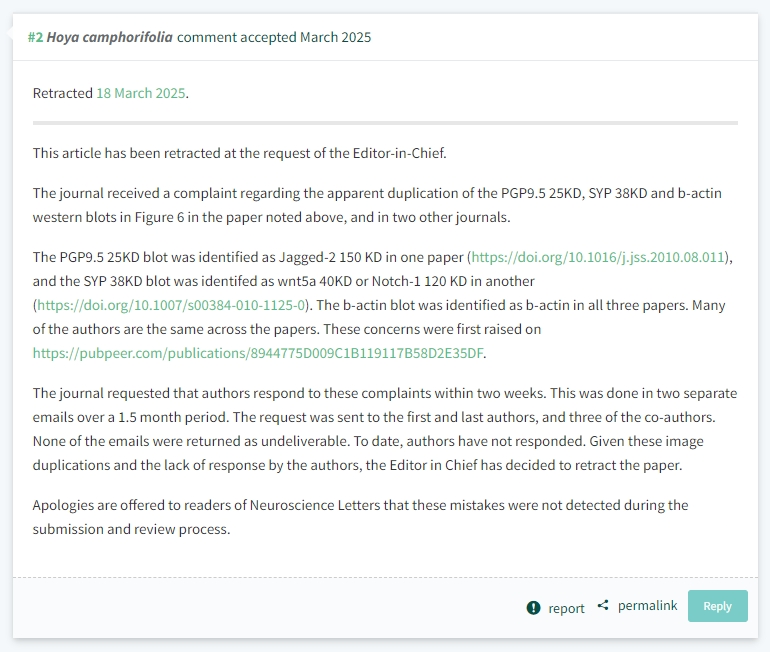 #2 Hoya camphorifolia comment accepted March 2025
Retracted 18 March 2025.
This article has been retracted at the request of the Editor-in-Chief.
The journal received a complaint regarding the apparent duplication of the PGP9.5 25KD, SYP 38KD and b-actin
western blots in Figure 6 in the paper noted above, and in two other journals.
The PGP9.5 25KD blot was identified as Jagged-2 150 KD in one paper (https://doi.org/10.1016/j.jss.2010.08.011),
and the SYP 38KD blot was identifed as wnt5a 40KD or Notch-1 120 KD in another
(https://doi.org/10.1007/s00384-010-1125-0). The b-actin blot was identified as b-actin in all three papers. Many
of the authors are the same across the papers. These concerns were first raised on
https://pubpeer.com/publications/8944775D009C1B119117B58D2E35DF.
The journal requested that authors respond to these complaints within two weeks. This was done in two separate
emails over a 1.5 month period. The request was sent to the first and last authors, and three of the co-authors.
None of the emails were returned as undeliverable. To date, authors have not responded. Given these image
duplications and the lack of response by the authors, the Editor in Chief has decided to retract the paper.
Apologies are offered to readers of Neuroscience Letters that these mistakes were not detected during the
submission and review process.
report permalink Reply